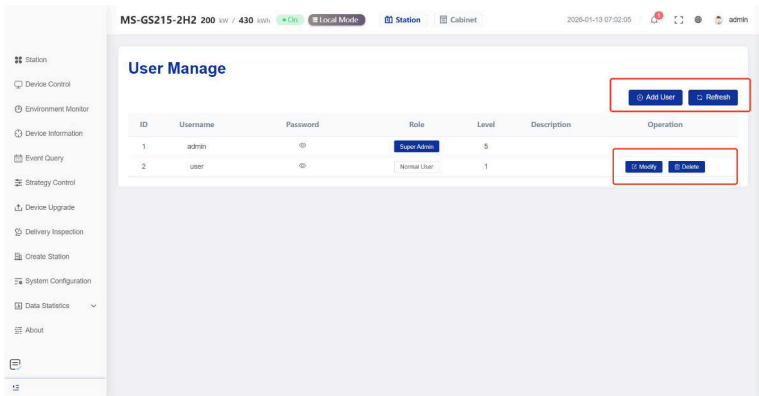 MS-GS215-2H2 200 kW / 430 kWh On Local Mode Station Cabinet 2026-01-13 07:02:05 admin
Station
Device Control
Environment Monitor
Device Information
Event Query
Strategy Control
Device Upgrade
Delivery Inspection
Create Station
System Configuration
Data Statistics
About
User Manage
Add User Refresh
ID Username Password Role Level Description Operation
1 admin Super Admin 5
2 user Normal User 1 Modify Delete